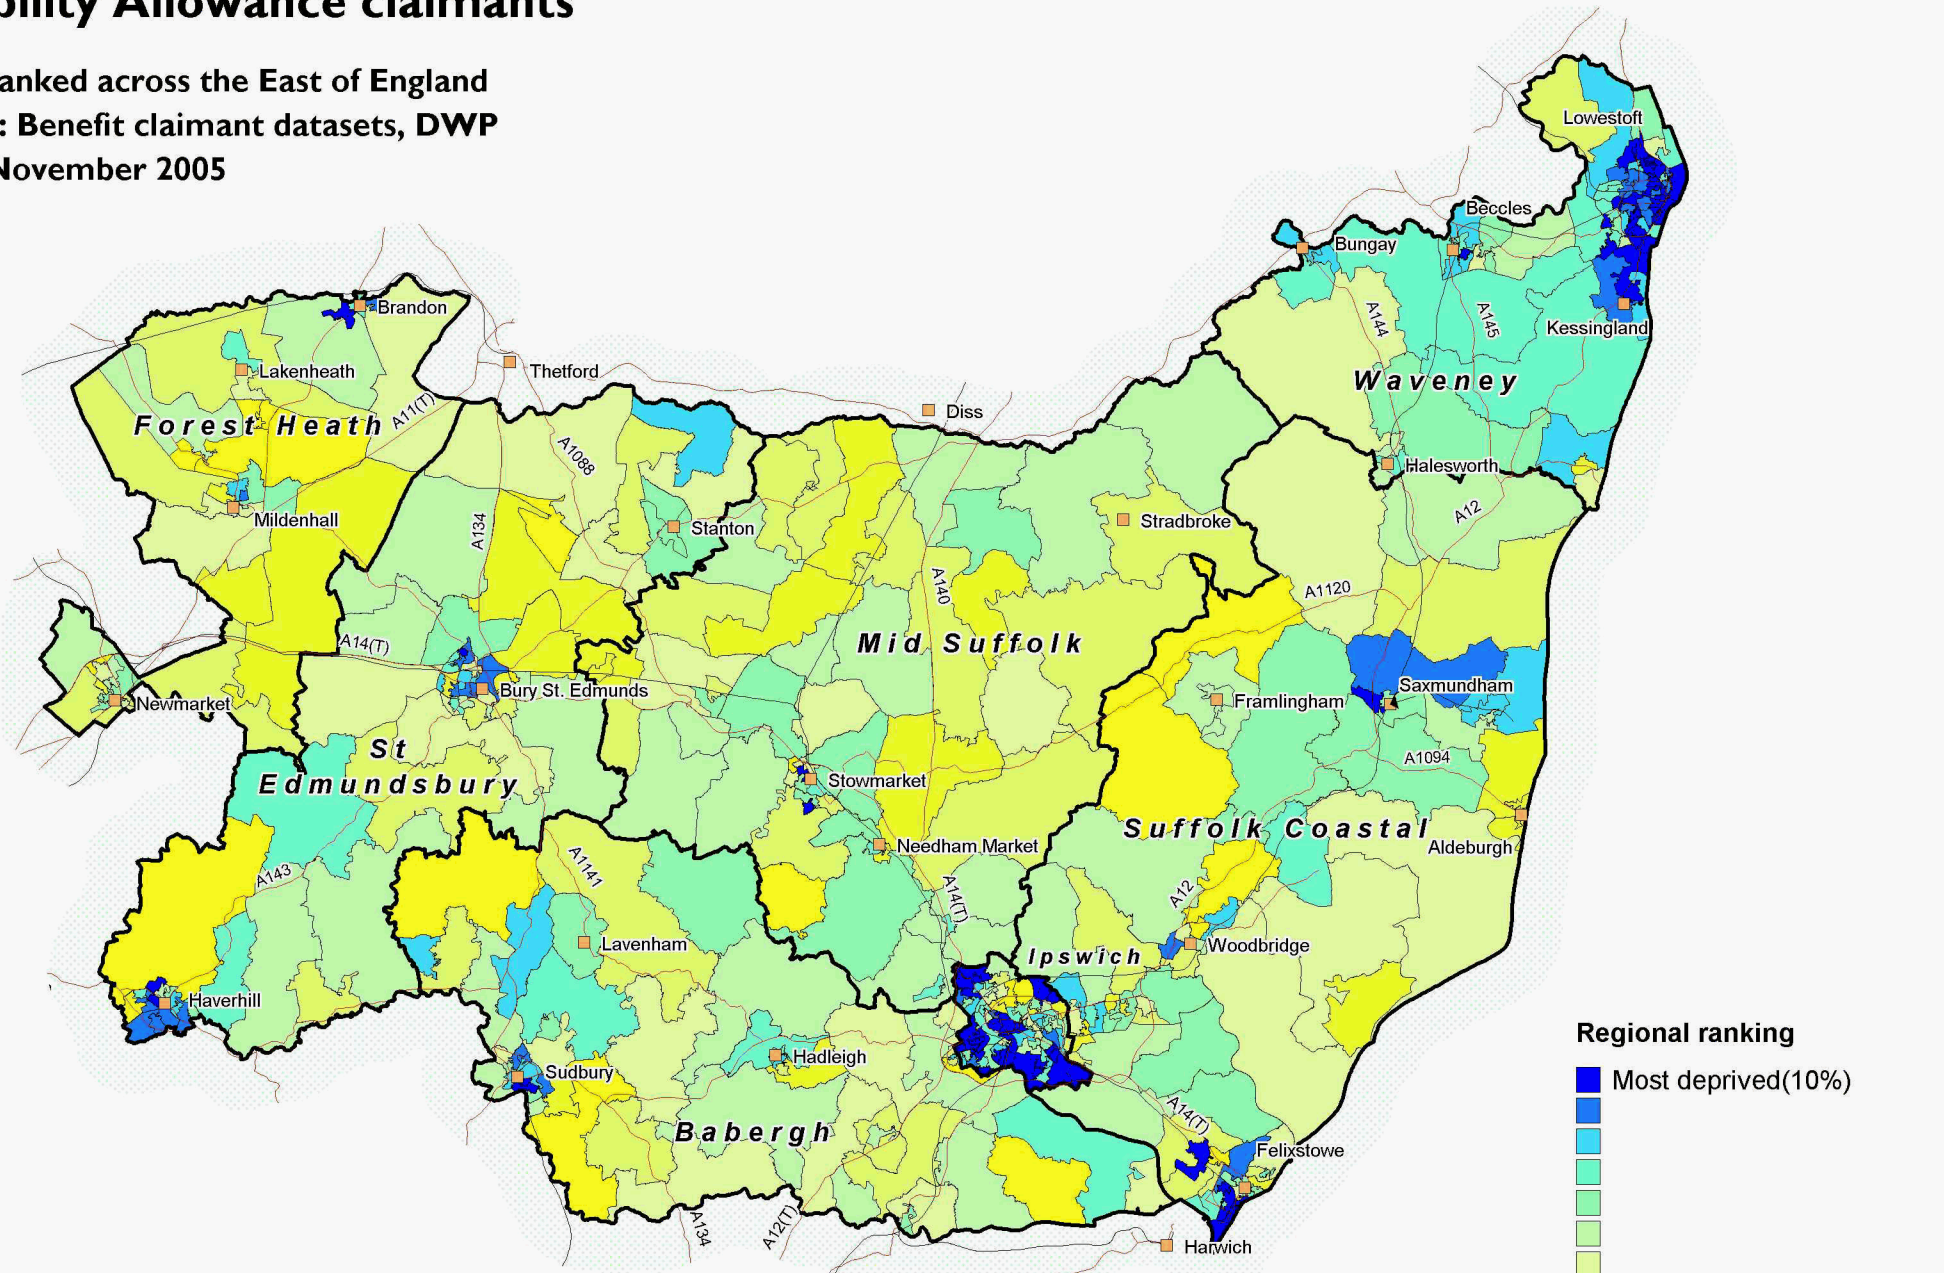 bility Allowance claimants
anked across the East of England
: Benefit claimant datasets, DWP
November 2005
Lowestoft
Beccles
Bungay
Brandon
Kessingland
A144
A145
Thetford
Lakenheath
Waveney
A11(T)
Diss
Forest Heath
A1088
Halesworth
A12
Mildenhall
A134
Stanton
Stradbroke
A140
A1120
A14(T)
Mid Suffolk
Saxmundham
Bury St. Edmunds
Newmarket
Framlingham
St
Edmundsbury
A1094
Stowmarket
Suffolk Coastal
Needham Market
Aldeburgh
A143
A1141
A14(T)
A12
Lavenham
Woodbridge
Ipswich
Haverhill
Regional ranking
Hadleigh
Sudbury
Most deprived(10%)
A14(T)
Babergh
Felixstowe
A134
A12(T)
Harwich